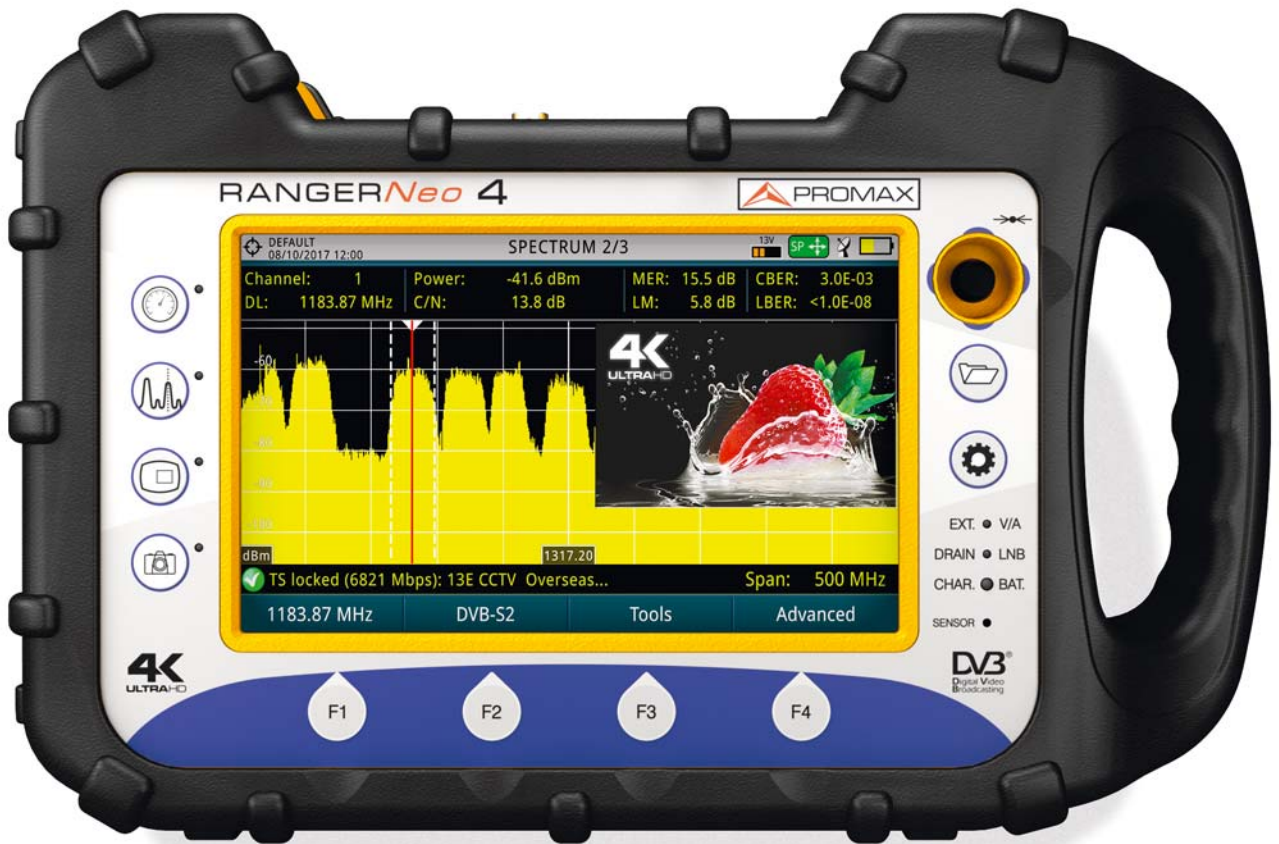 RANGERNeo 4
PROMAX
DEFAULT
08/10/2017 12:00
SPECTRUM 2/3
13V
SP
Channel: 1
Power: -41.6 dBm
MER: 15.5 dB
CBER: 3.0E-03
DL: 1183.87 MHz
C/N: 13.8 dB
LM: 5.8 dB
LBER: <1.0E-08
4K
ULTRAHD
-60
-80
-90
dBm
1317.20
TS locked (6821 Mbps): 13E CCTV Overseas...
Span: 500 MHz
1183.87 MHz
DVB-S2
Tools
Advanced
EXT. V/A
DRAIN LNB
CHAR. BAT.
SENSOR
4K
ULTRAHD
DVB®
Digital Video
Broadcasting
F1
F2
F3
F4